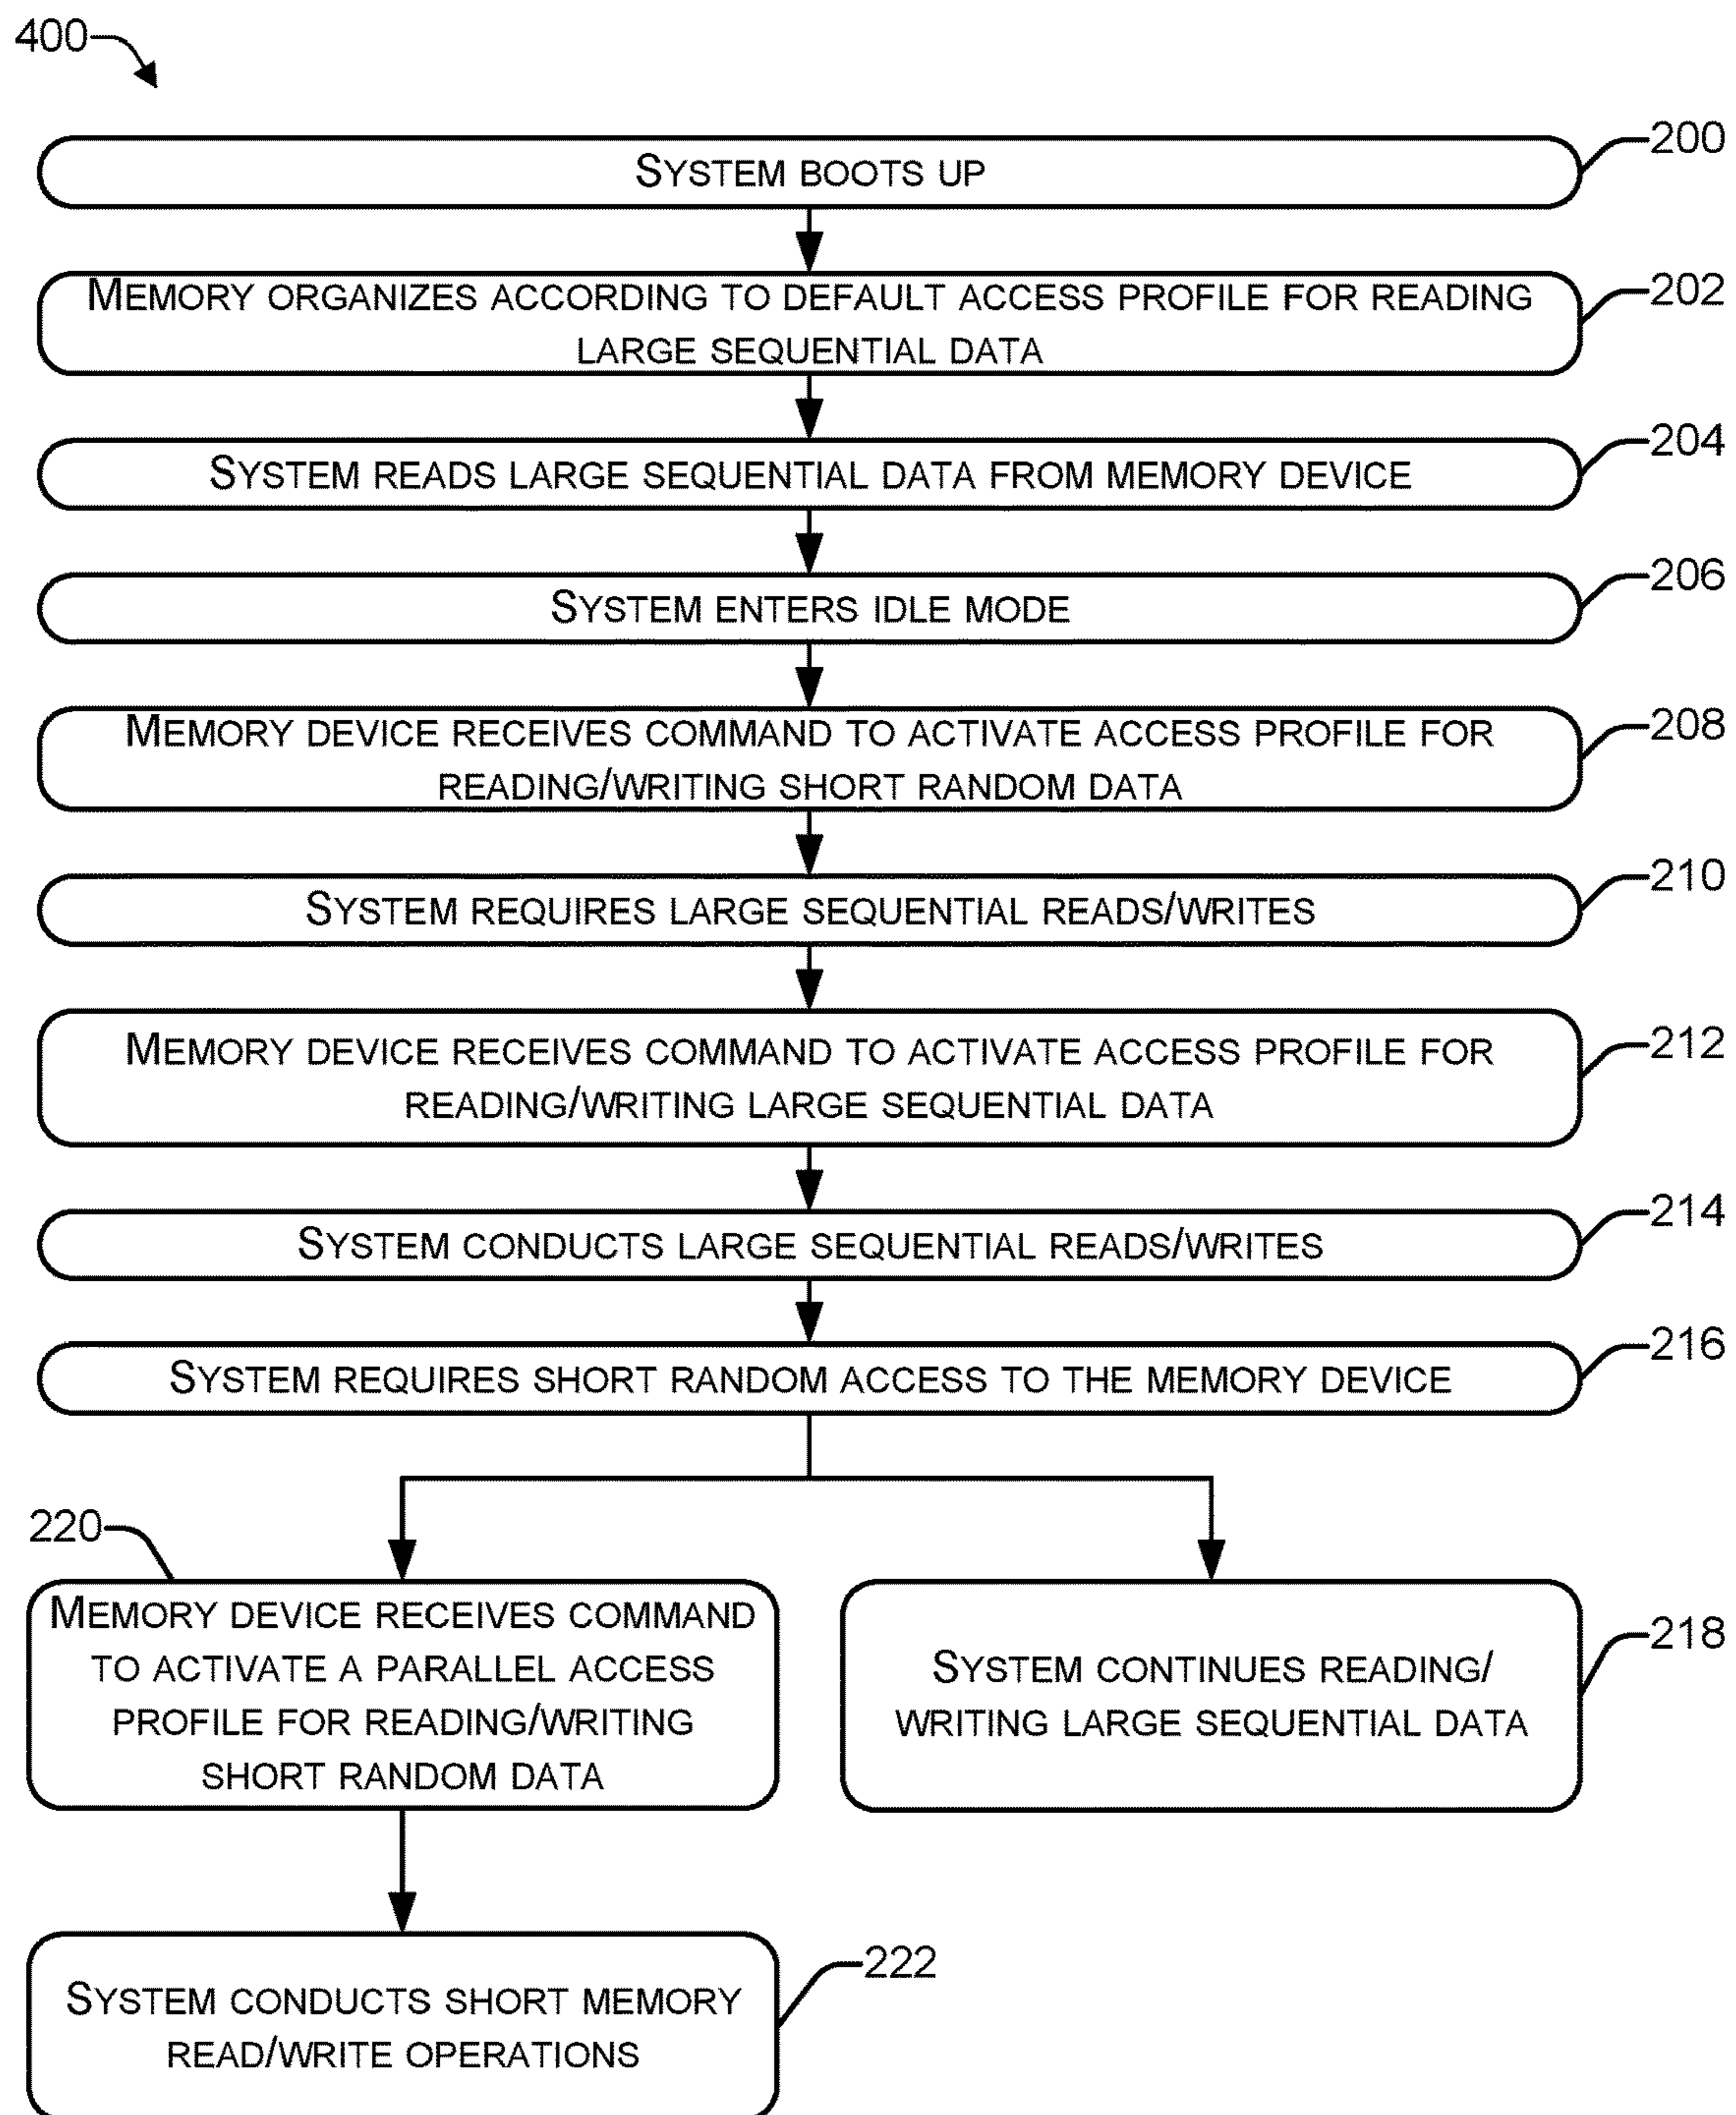 400
200
SYSTEM BOOTS UP
202
MEMORY ORGANIZES ACCORDING TO DEFAULT ACCESS PROFILE FOR READING
LARGE SEQUENTIAL DATA
204
SYSTEM READS LARGE SEQUENTIAL DATA FROM MEMORY DEVICE
206
SYSTEM ENTERS IDLE MODE
208
MEMORY DEVICE RECEIVES COMMAND TO ACTIVATE ACCESS PROFILE FOR
READING/WRITING SHORT RANDOM DATA
210
SYSTEM REQUIRES LARGE SEQUENTIAL READS/WRITES
212
MEMORY DEVICE RECEIVES COMMAND TO ACTIVATE ACCESS PROFILE FOR
READING/WRITING LARGE SEQUENTIAL DATA
214
SYSTEM CONDUCTS LARGE SEQUENTIAL READS/WRITES
216
SYSTEM REQUIRES SHORT RANDOM ACCESS TO THE MEMORY DEVICE
220
MEMORY DEVICE RECEIVES COMMAND
TO ACTIVATE A PARALLEL ACCESS
PROFILE FOR READING/WRITING
SHORT RANDOM DATA
218
SYSTEM CONTINUES READING/
WRITING LARGE SEQUENTIAL DATA
222
SYSTEM CONDUCTS SHORT MEMORY
READ/WRITE OPERATIONS